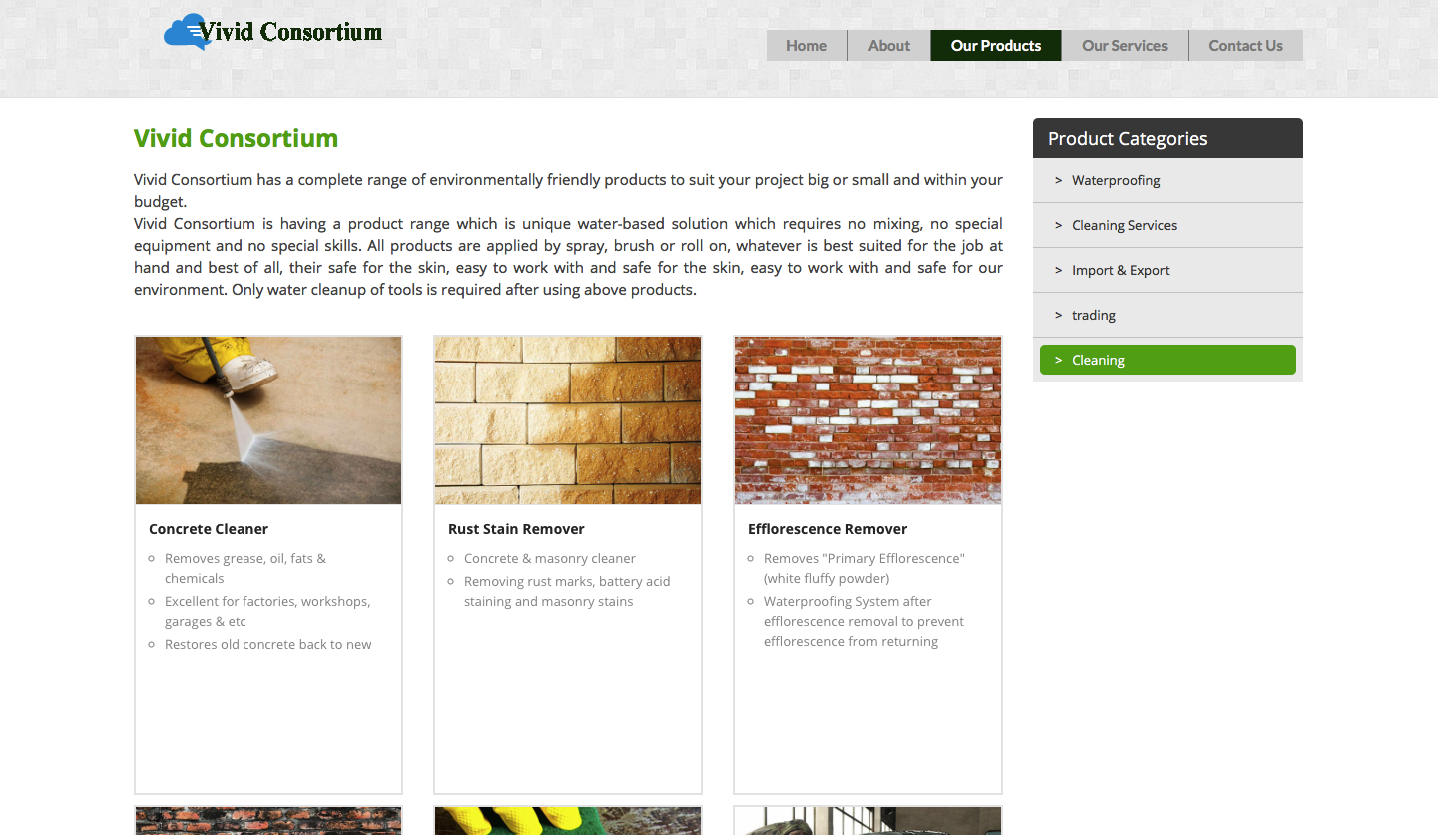 Vivid Consortium
Home
About
Our Products
Our Services
Contact Us
Vivid Consortium
Vivid Consortium has a complete range of environmentally friendly products to suit your project big or small and within your
budget.
Vivid Consortium is having a product range which is unique water-based solution which requires no mixing, no special
equipment and no special skills. All products are applied by spray, brush or roll on, whatever is best suited for the job at
hand and best of all, their safe for the skin, easy to work with and safe for the skin, easy to work with and safe for our
environment. Only water cleanup of tools is required after using above products.
Product Categories
> Waterproofing
> Cleaning Services
> Import & Export
> trading
> Cleaning
Concrete Cleaner
Removes grease, oil, fats &
chemicals
Excellent for factories, workshops,
garages & etc
Restores old concrete back to new
Rust Stain Remover
Concrete & masonry cleaner
Removing rust marks, battery acid
staining and masonry stains
Efflorescence Remover
Removes "Primary Efflorescence"
(white fluffy powder)
Waterproofing System after
efflorescence removal to prevent
efflorescence from returning